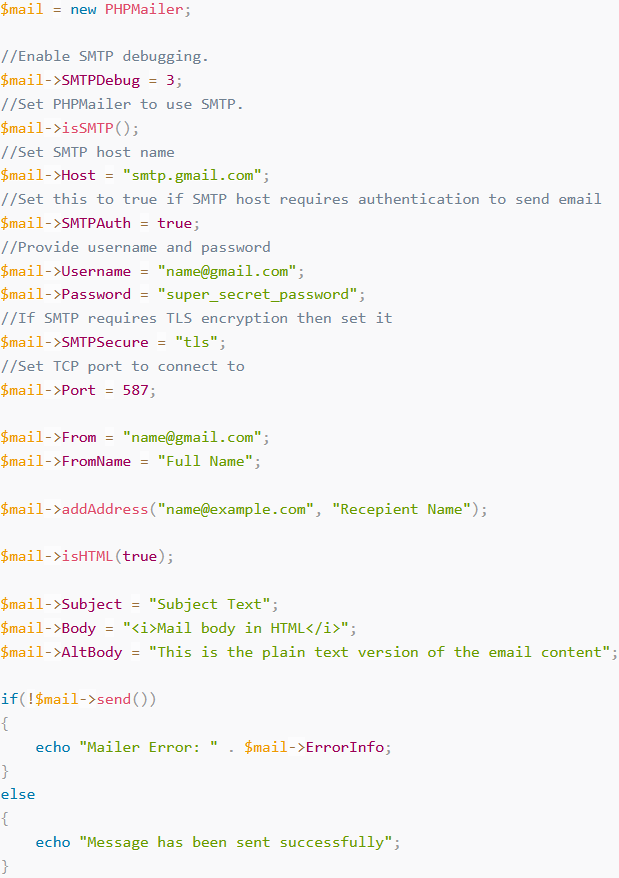 $mail = new PHPMailer;
//Enable SMTP debugging.
$mail->SMTPDebug = 3;
//Set PHPMailer to use SMTP.
$mail->isSMTP();
//Set SMTP host name
$mail->Host = "smtp.gmail.com";
//Set this to true if SMTP host requires authentication to send email
$mail->SMTPAuth = true;
//Provide username and password
$mail->Username = "name@gmail.com";
$mail->Password = "super_secret_password";
//If SMTP requires TLS encryption then set it
$mail->SMTPSecure = "tls";
//Set TCP port to connect to
$mail->Port = 587;
$mail->From = "name@gmail.com";
$mail->FromName = "Full Name";
$mail->addAddress("name@example.com", "Recepient Name");
$mail->isHTML(true);
$mail->Subject = "Subject Text";
$mail->Body = "<i>Mail body in HTML</i>";
$mail->AltBody = "This is the plain text version of the email content";
if(!$mail->send())
{
    echo "Mailer Error: " . $mail->ErrorInfo;
}
else
{
    echo "Message has been sent successfully";
}